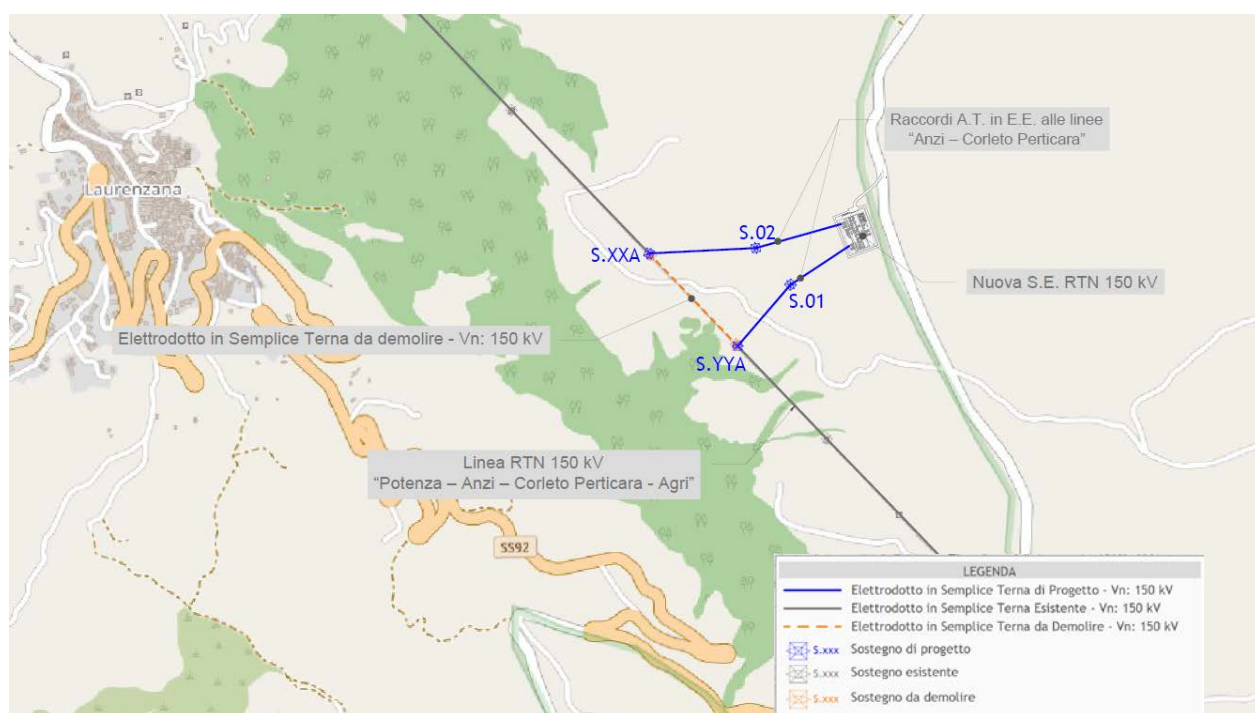 Raccordi A.T. in E.E. alle linee
“Anzi – Corleto Perticara”
Laurenzana
S.02
S.XXA
Nuova S.E. RTN 150 kV
S.01
Elettrodotto in Semplice Terna da demolire - Vn: 150 kV
S.YYA
Linea RTN 150 kV
“Potenza – Anzi – Corleto Perticara - Agri”
SS92
LEGENDA
Elettrodotto in Semplice Terna di Progetto - Vn: 150 kV
Elettrodotto in Semplice Terna Esistente - Vn: 150 kV
Elettrodotto in Semplice Terna da Demolire - Vn: 150 kV
S.xxx Sostegno di progetto
S.xxx Sostegno esistente
S.xxx Sostegno da demolire